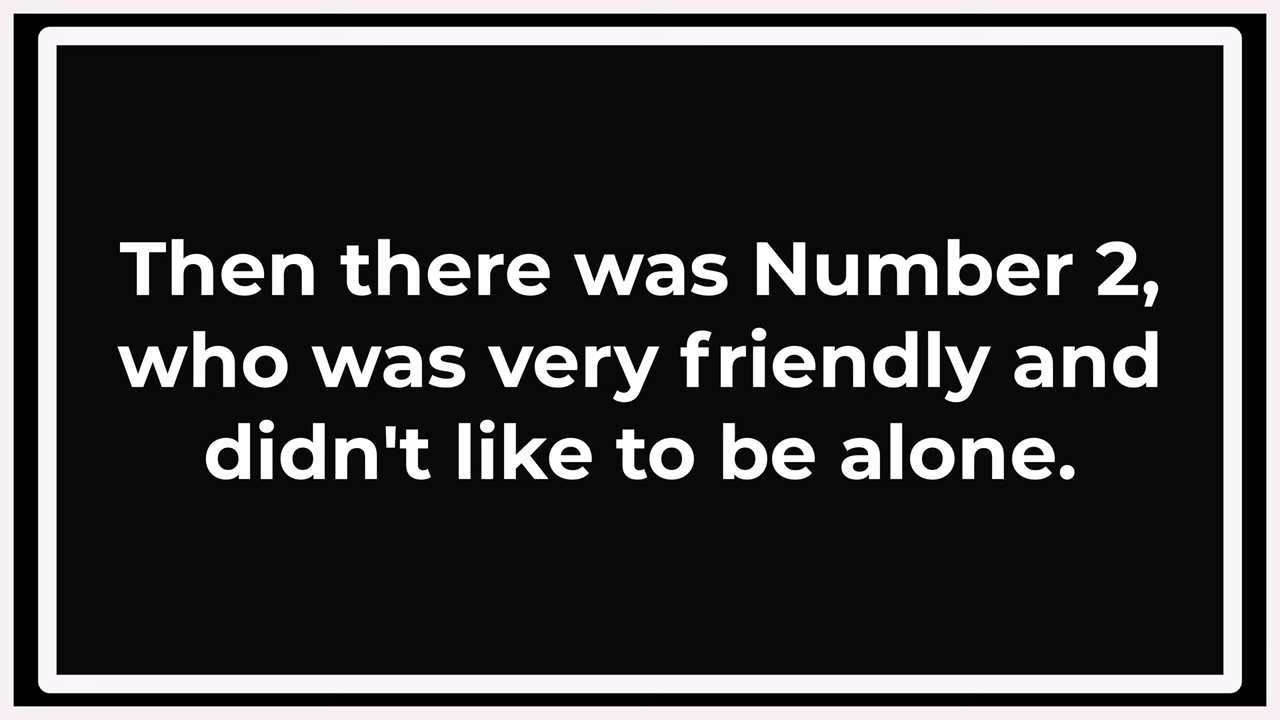 Then there was Number 2,
who was very friendly and
didn't like to be alone.